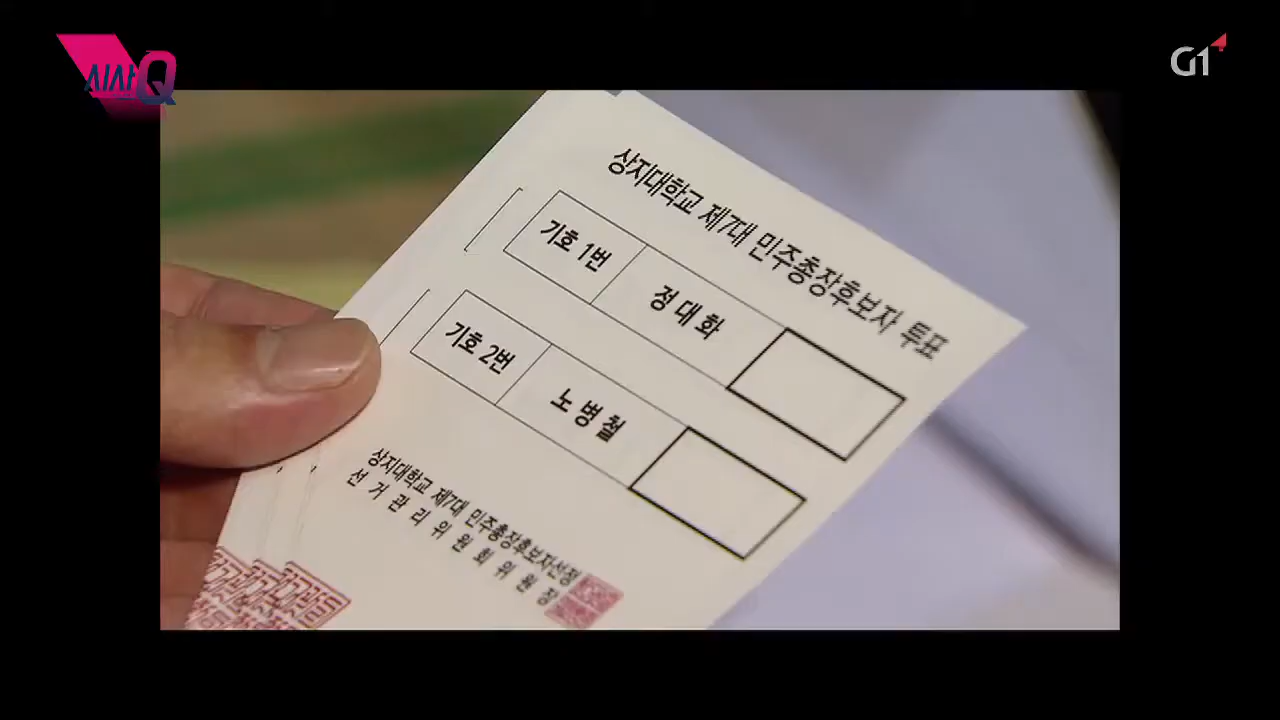 시사Q
G1
상지대학교 제7대 민주총장후보자 투표
기호 1번 정대화
기호 2번 노병철
상지대학교 제7대 민주총장후보자선정
선거관리위원회위원장